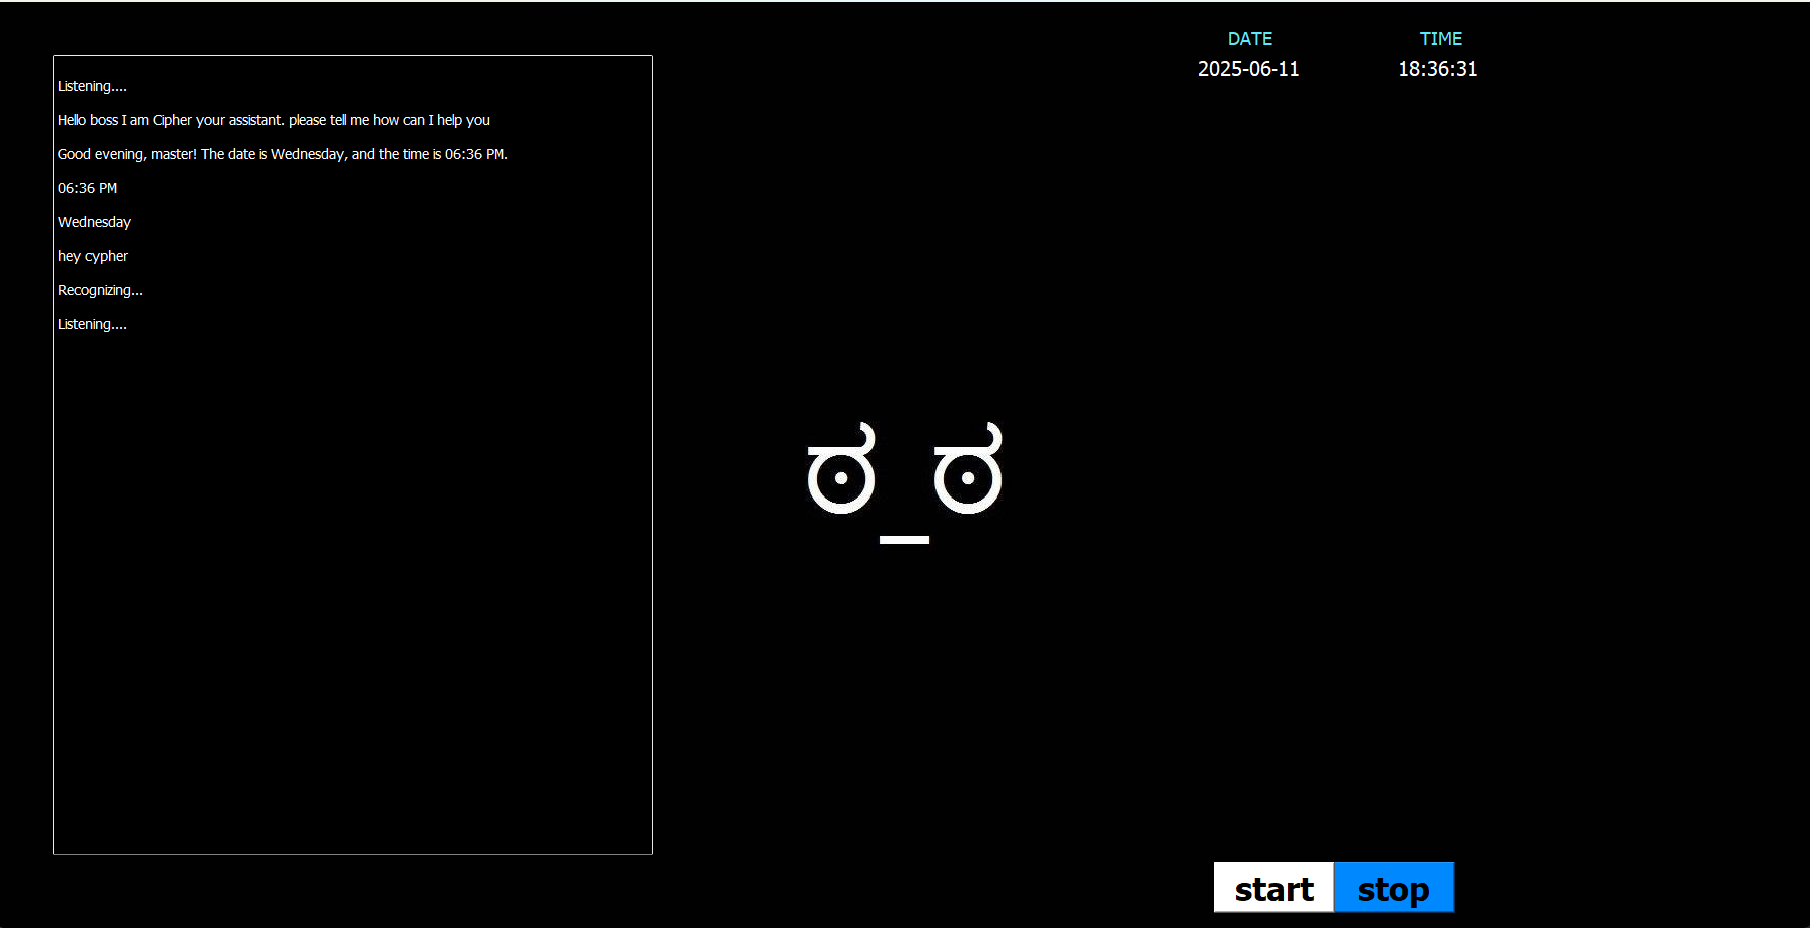 DATE TIME
2025-06-11 18:36:31
Listening....
Hello boss I am Cipher your assistant. please tell me how can I help you
Good evening, master! The date is Wednesday, and the time is 06:36 PM.
06:36 PM
Wednesday
hey cypher
Recognizing...
Listening....
ಠ_ಠ
start stop